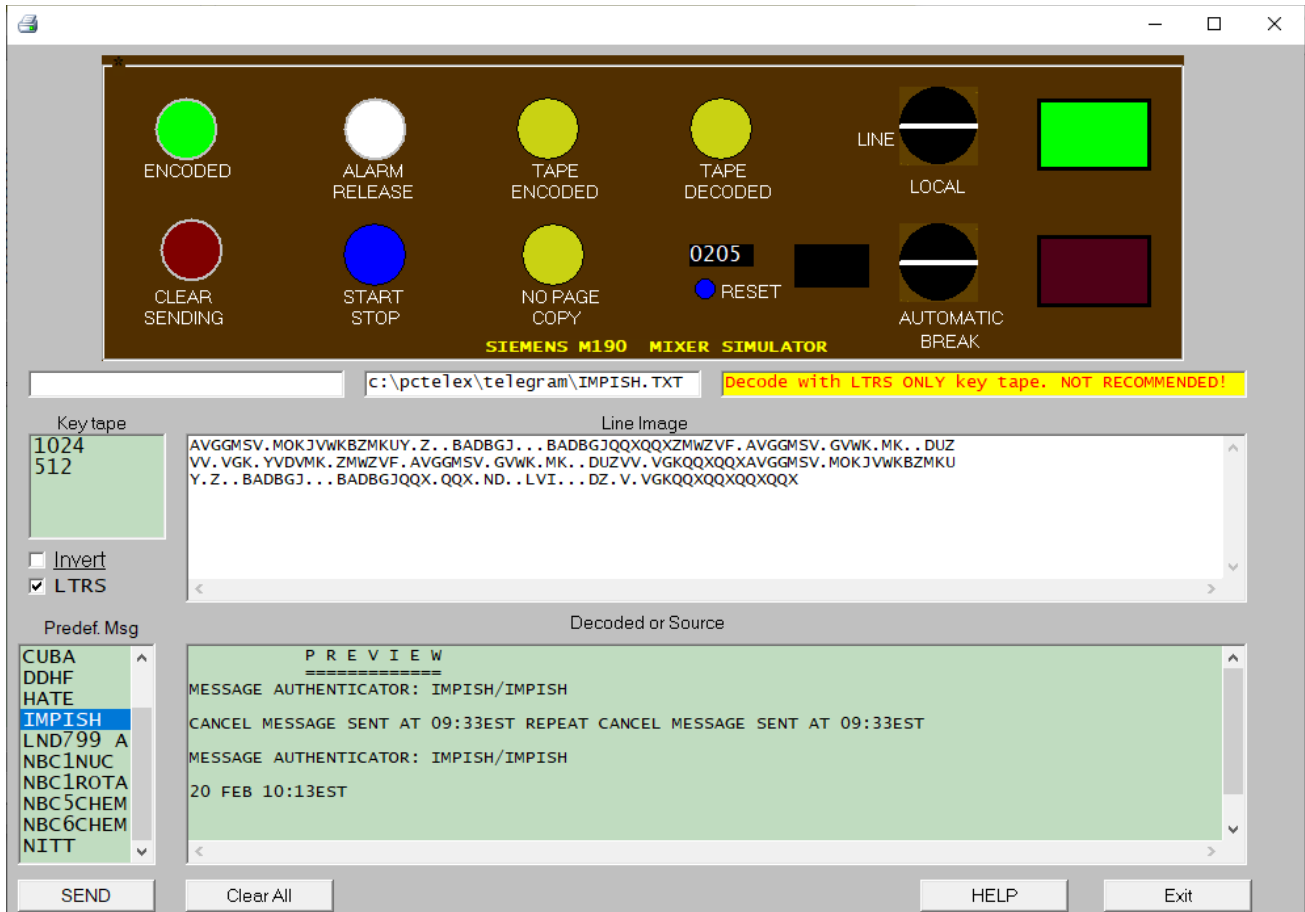 *
ENCODED
ALARM
RELEASE
TAPE
ENCODED
TAPE
DECODED
LINE
LOCAL
CLEAR
SENDING
START
STOP
NO PAGE
COPY
0205
RESET
AUTOMATIC
BREAK
SIEMENS M190 MIXER SIMULATOR
c:\pctelex\telegram\IMPISH.TXT
Decode with LTRS ONLY key tape. NOT RECOMMENDED!
Key tape
1024
512
Invert
LTRS
Line Image
AVGGMSV.MOKJVWKBZMKUY.Z..BADBGJ...BADBGJQQXQQXZMWZVF.AVGGMSV.GVWK.MK..DUZ
VV.VGK.YVDVMK.ZMWZVF.AVGGMSV.GVWK.MK..DUZVV.VGKQQXQQXAVGGMSV.MOKJVWKBZMKU
Y.Z..BADBGJ...BADBGJQQX.QQX.ND..LVI...DZ.V.VGKQQXQQXQQXQQX
Predef. Msg
CUBA
DDHF
HATE
IMPISH
LND799 A
NBC1NUC
NBC1ROTA
NBC5CHEM
NBC6CHEM
NITT
Decoded or Source
P R E V I E W
=============
MESSAGE AUTHENTICATOR: IMPISH/IMPISH
CANCEL MESSAGE SENT AT 09:33EST REPEAT CANCEL MESSAGE SENT AT 09:33EST
MESSAGE AUTHENTICATOR: IMPISH/IMPISH
20 FEB 10:13EST
SEND
Clear All
HELP
Exit